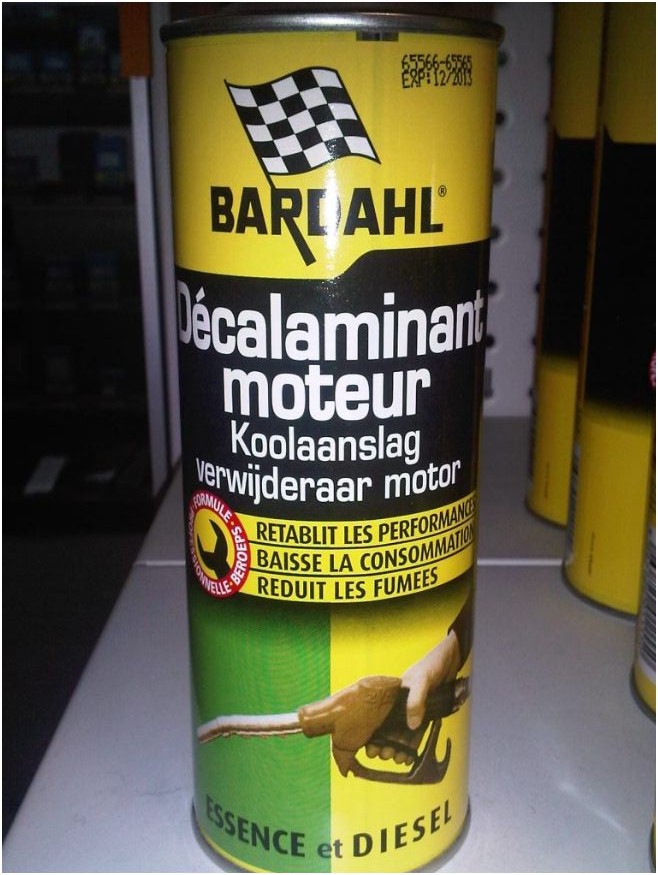 65566-65565
EXP:12/2013
BARDAHL®
Décalaminant
moteur
Koolaanslag
verwijderaar motor
FORMULE
PROFESSIONNELLE
BEROEPS
RETABLIT LES PERFORMANCES
BAISSE LA CONSOMMATION
REDUIT LES FUMEES
ESSENCE et DIESEL